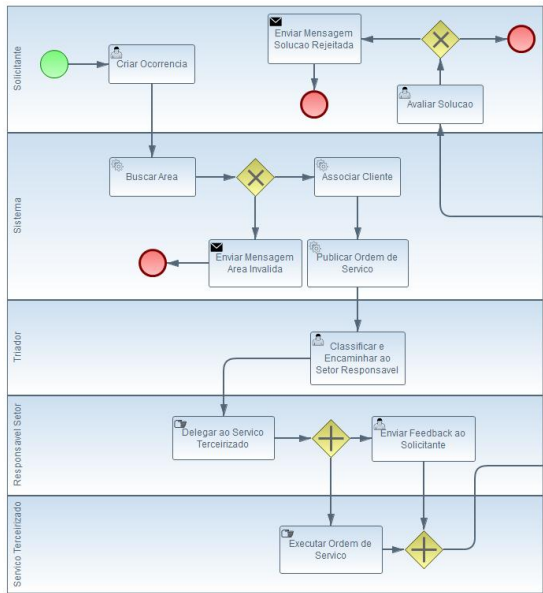 Solicitante
Criar Ocorrencia
Enviar Mensagem
Solucao Rejeitada
Avaliar Solucao
Sistema
Buscar Area
Associar Cliente
Enviar Mensagem
Area Invalida
Publicar Ordem de
Servico
Triador
Classificar e
Encaminhar ao
Setor Responsavel
Responsavel Setor
Delegar ao Servico
Terceirizado
Enviar Feedback ao
Solicitante
Servico Terceirizado
Executar Ordem de
Servico